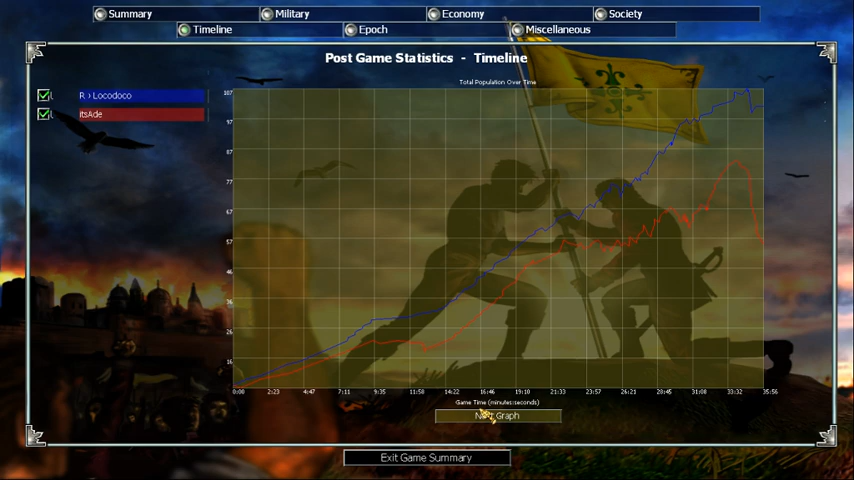 Summary
Military
Economy
Society
Timeline
Epoch
Miscellaneous
Post Game Statistics - Timeline
Total Population Over Time
R › Locodoco
itsAde
107
97
87
77
67
57
46
36
26
16
0:00 2:23 4:47 7:11 9:35 11:58 14:22 16:46 19:10 21:33 23:57 26:21 28:45 31:08 33:32 35:56
Game Time (minutes:seconds)
Next Graph
Exit Game Summary